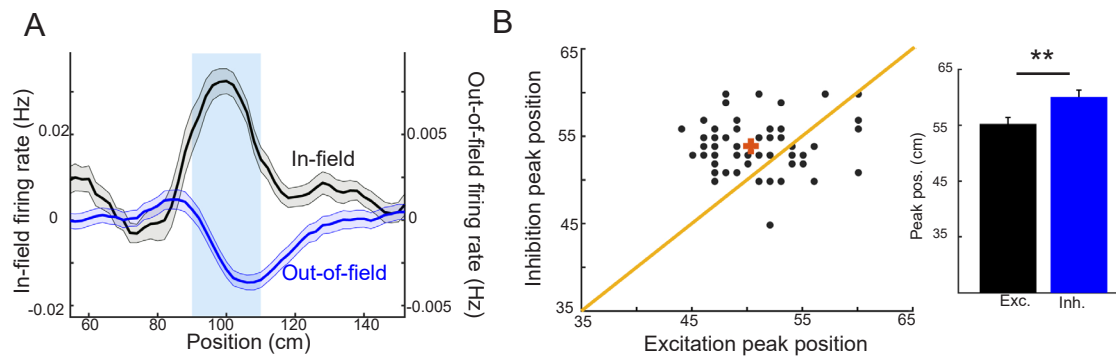 A
In-field firing rate (Hz)
0.02
0
-0.02
60
80
100
120
140
Position (cm)
In-field
Out-of-field
0.005
0
-0.005
Out-of-field firing rate (Hz)
B
Inhibition peak position
65
55
45
35
35
45
55
65
Excitation peak position
**
Peak pos. (cm)
65
55
45
35
Exc.
Inh.